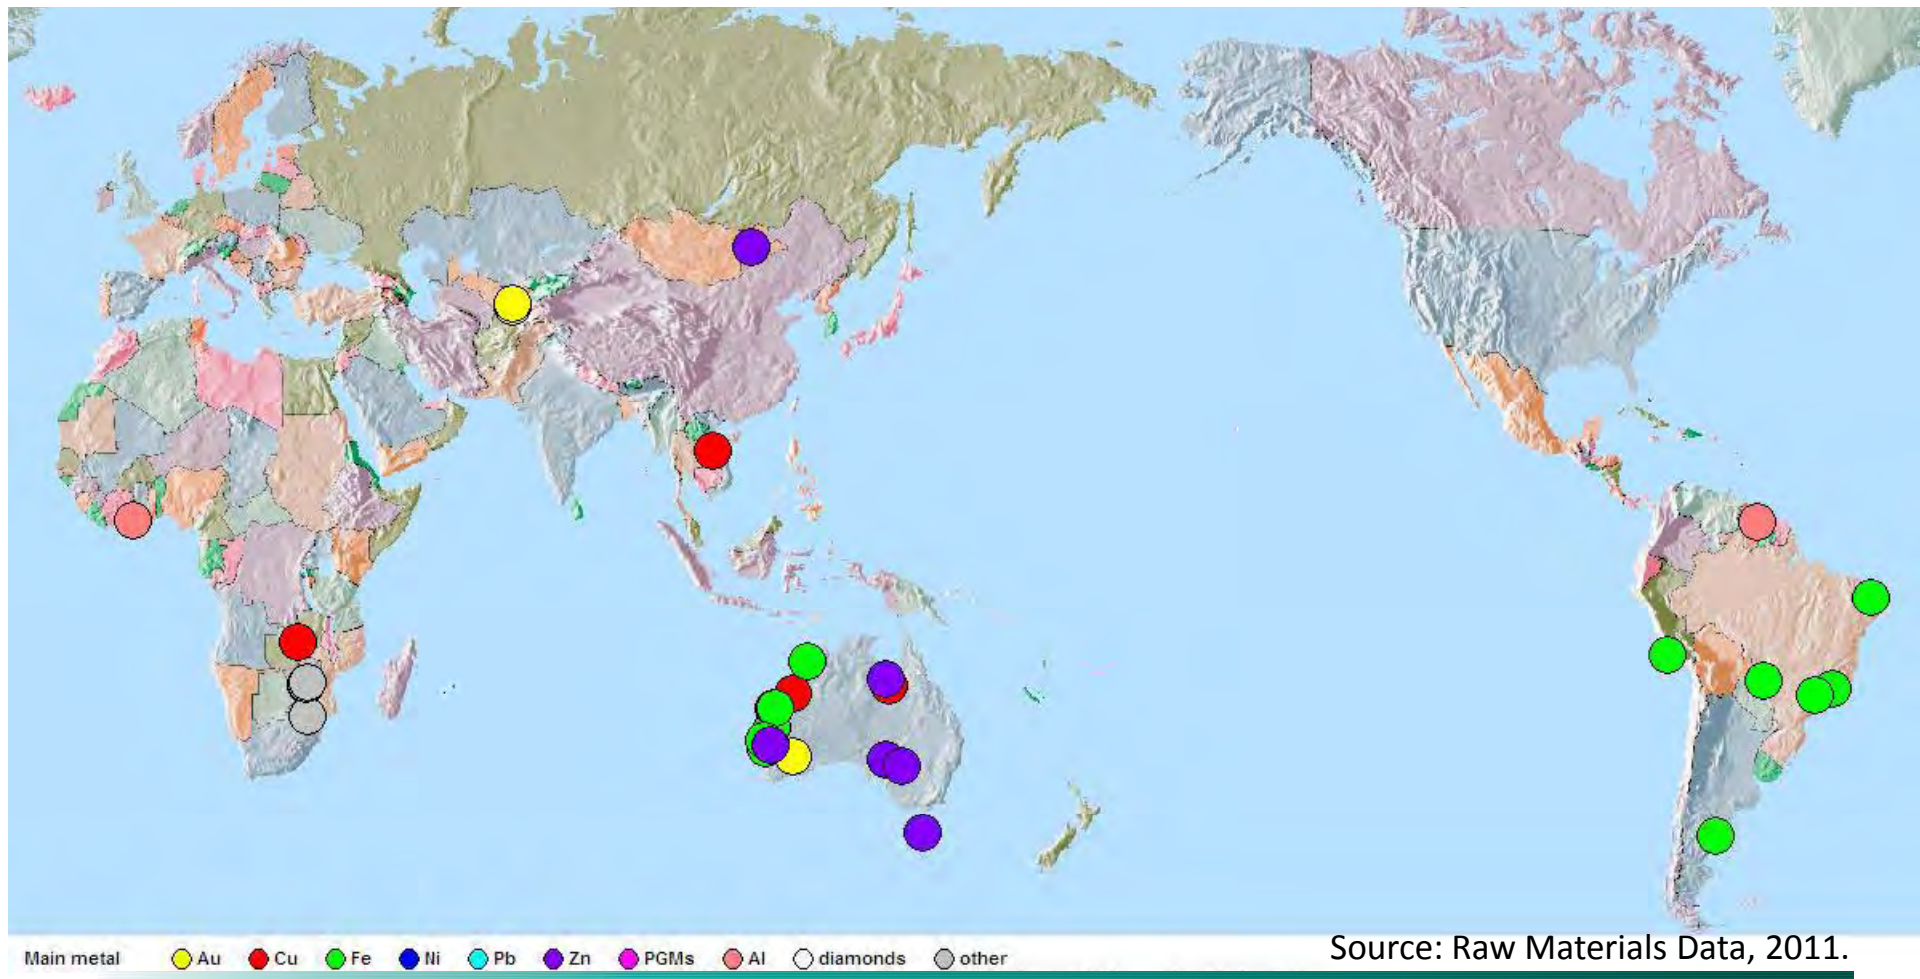 Main metal Au Cu Fe Ni Pb Zn PGMs Al diamonds other
Source: Raw Materials Data, 2011.